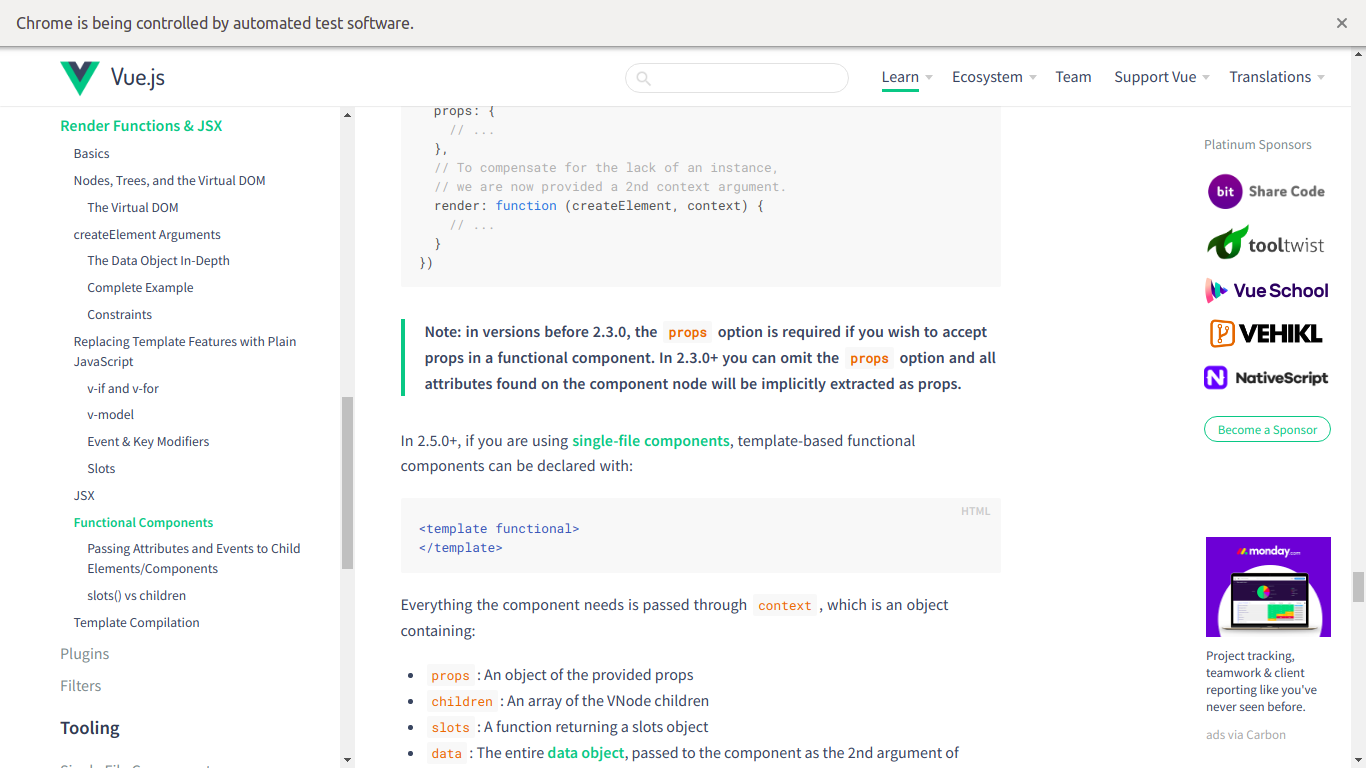 Chrome is being controlled by automated test software.
Vue.js
Learn
Ecosystem
Team
Support Vue
Translations
Render Functions & JSX
Basics
Nodes, Trees, and the Virtual DOM
The Virtual DOM
createElement Arguments
The Data Object In-Depth
Complete Example
Constraints
Replacing Template Features with Plain
JavaScript
v-if and v-for
v-model
Event & Key Modifiers
Slots
JSX
Functional Components
Passing Attributes and Events to Child
Elements/Components
slots() vs children
Template Compilation
Plugins
Filters
Tooling
props: {
// ...
},
// To compensate for the lack of an instance,
// we are now provided a 2nd context argument.
render: function (createElement, context) {
// ...
}
})
Note: in versions before 2.3.0, the props option is required if you wish to accept
props in a functional component. In 2.3.0+ you can omit the props option and all
attributes found on the component node will be implicitly extracted as props.
In 2.5.0+, if you are using single-file components, template-based functional
components can be declared with:
HTML
<template functional>
</template>
Everything the component needs is passed through context , which is an object
containing:
props : An object of the provided props
children : An array of the VNode children
slots : A function returning a slots object
data : The entire data object, passed to the component as the 2nd argument of
Platinum Sponsors
bit Share Code
tooltwist
Vue School
VEHIKL
NativeScript
Become a Sponsor
monday.com
Project tracking,
teamwork & client
reporting like you've
never seen before.
ads via Carbon